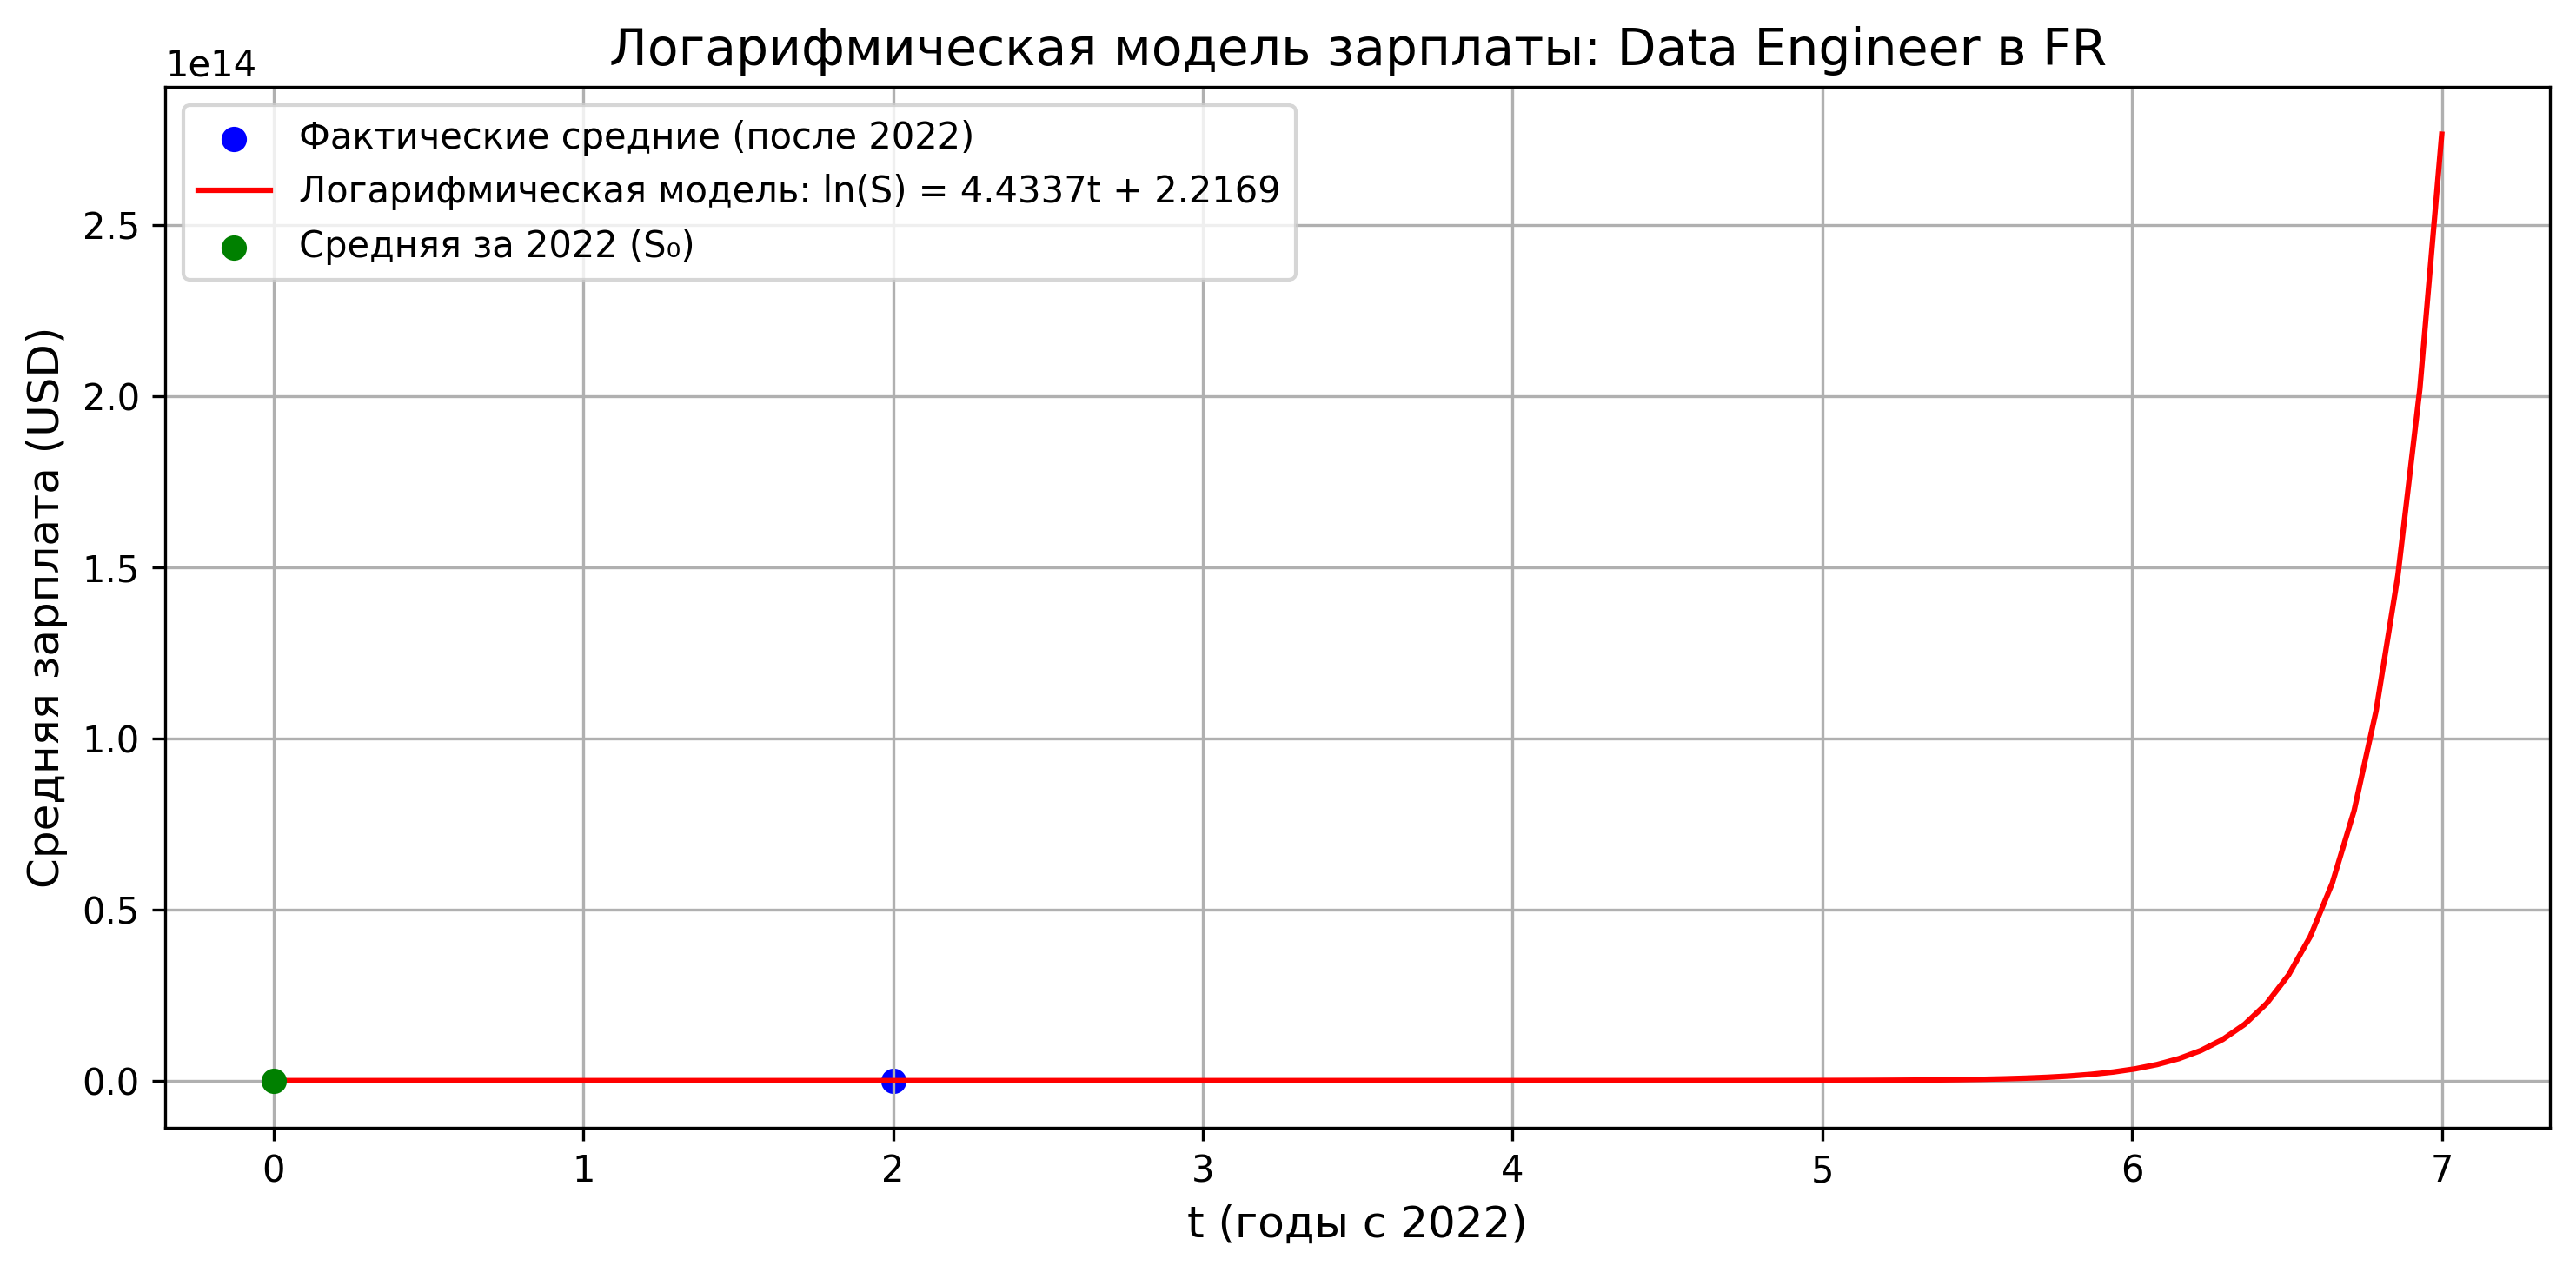 Логарифмическая модель зарплаты: Data Engineer в FR
1e14
Фактические средние (после 2022)
Логарифмическая модель: ln(S) = 4.4337t + 2.2169
Средняя за 2022 (S₀)
Средняя зарплата (USD)
2.5
2.0
1.5
1.0
0.5
0.0
0 1 2 3 4 5 6 7
t (годы с 2022)